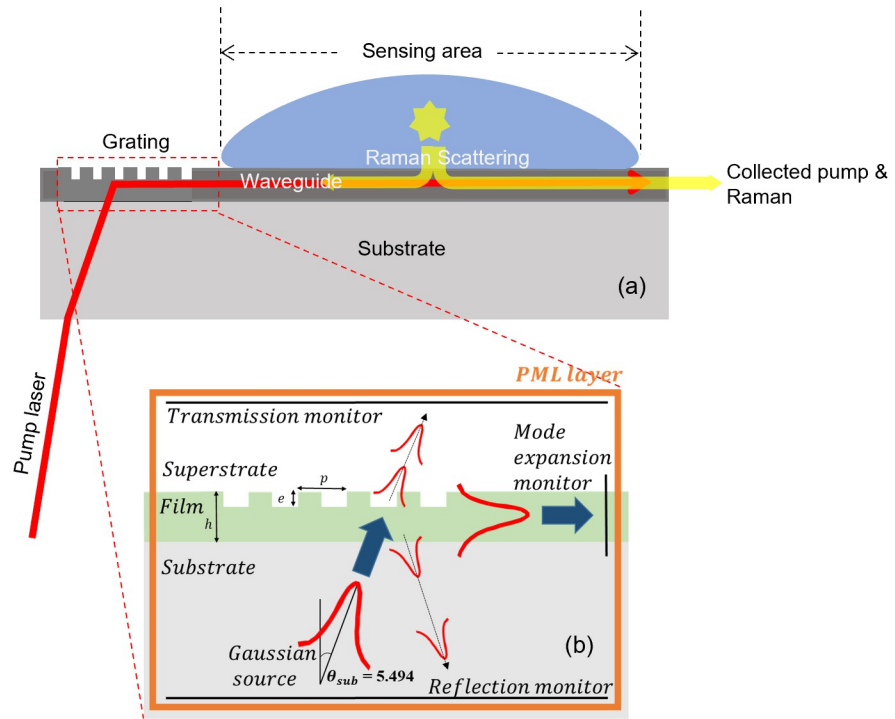 Sensing area
Grating
Raman Scattering
Waveguide
Collected pump &
Raman
Substrate
(a)
Pump laser
PML layer
Transmission monitor
Mode
expansion
monitor
Superstrate
p
e
Film
h
Substrate
(b)
Gaussian
source
θsub = 5.494
Reflection monitor